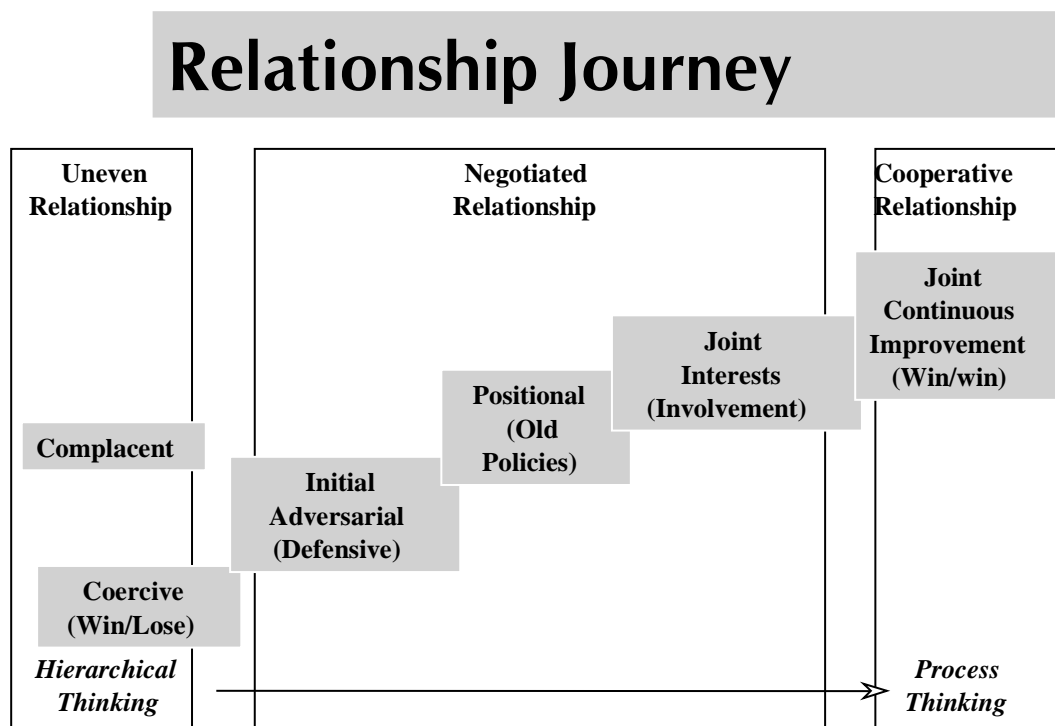 Relationship Journey
Uneven
Relationship
Complacent
Coercive
(Win/Lose)
Hierarchical
Thinking
Negotiated
Relationship
Initial
Adversarial
(Defensive)
Positional
(Old
Policies)
Joint
Interests
(Involvement)
Cooperative
Relationship
Joint
Continuous
Improvement
(Win/win)
Process
Thinking